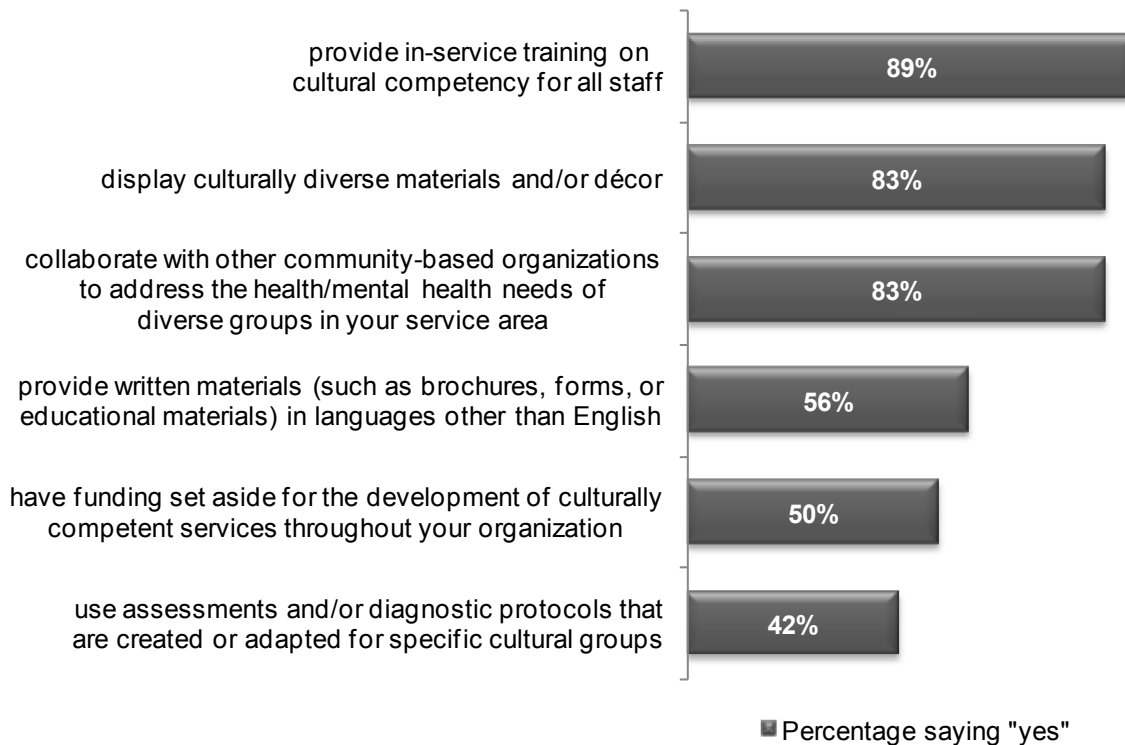 provide in-service training on
cultural competency for all staff
89%
display culturally diverse materials and/or décor
83%
collaborate with other community-based organizations
to address the health/mental health needs of
diverse groups in your service area
83%
provide written materials (such as brochures, forms, or
educational materials) in languages other than English
56%
have funding set aside for the development of culturally
competent services throughout your organization
50%
use assessments and/or diagnostic protocols that
are created or adapted for specific cultural groups
42%
Percentage saying "yes"